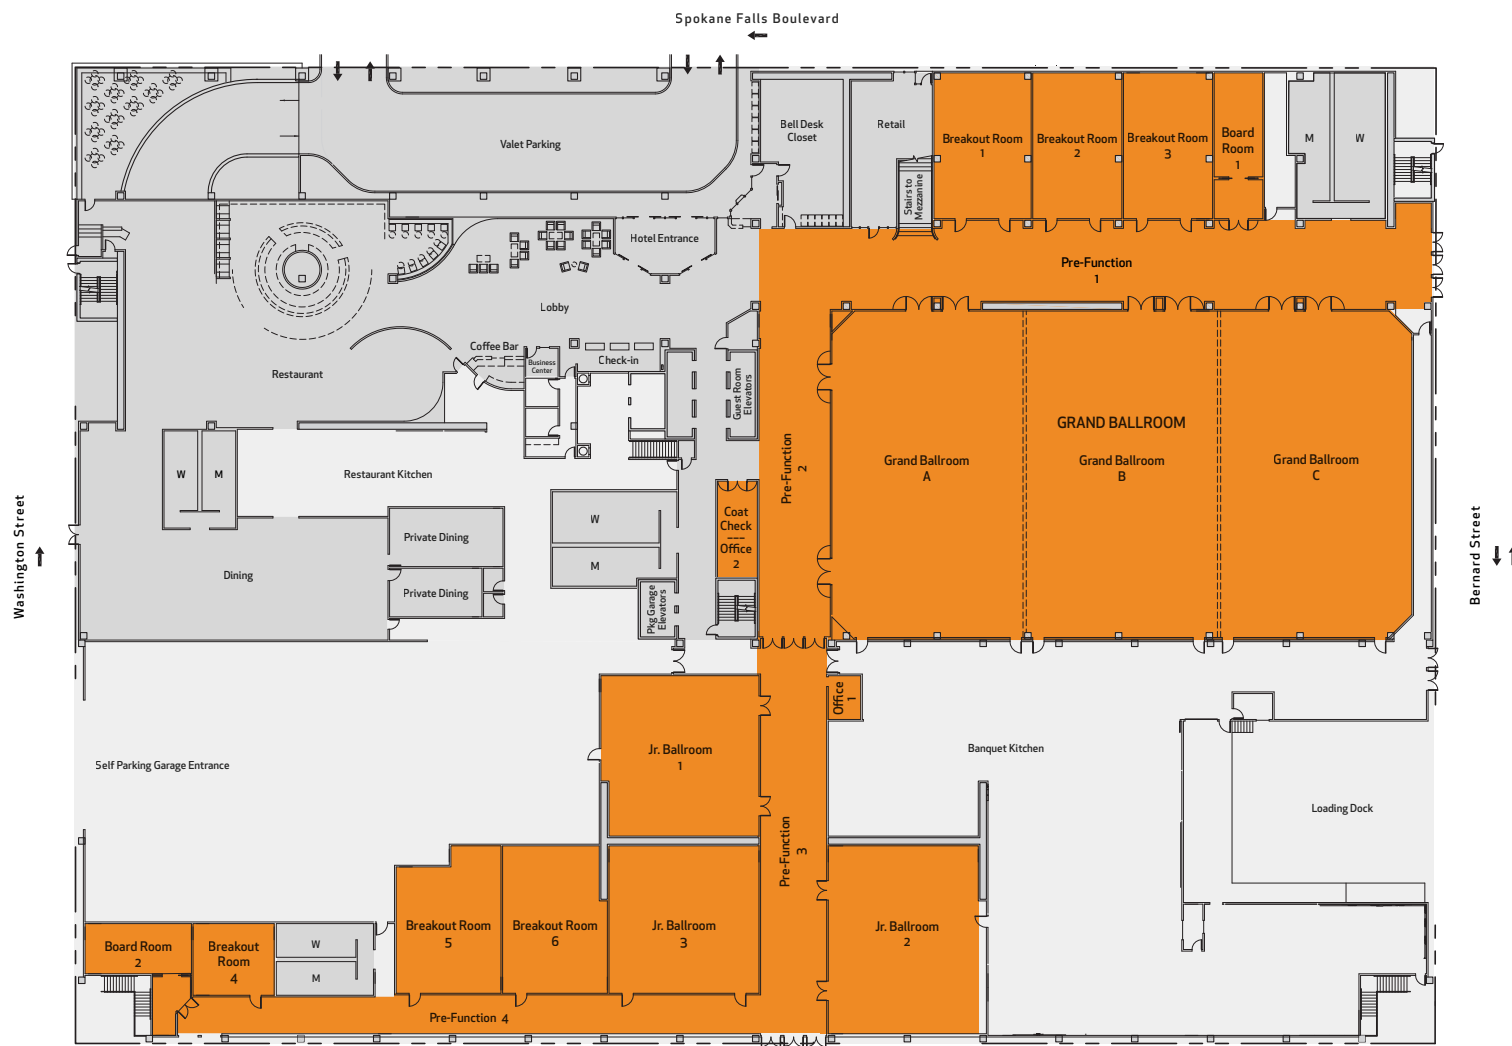 Spokane Falls Boulevard
Valet Parking
Bell Desk
Closet
Retail
Stairs to
Mezzanine
Breakout Room
1
Breakout Room
2
Breakout Room
3
Board
Room
1
M
W
Hotel Entrance
Lobby
Pre-Function
1
Coffee Bar
Business
Center
Check-in
Guest Room
Elevators
Restaurant
W
M
Restaurant Kitchen
Pre-Function
2
GRAND BALLROOM
Grand Ballroom
A
Grand Ballroom
B
Grand Ballroom
C
Washington Street
Bernard Street
Private Dining
Private Dining
Dining
W
M
Coat
Check
---
Office
2
Pkg Garage
Elevators
Office
1
Jr. Ballroom
1
Self Parking Garage Entrance
Banquet Kitchen
Loading Dock
Pre-Function
3
Board Room
2
Breakout
Room
4
W
M
Breakout Room
5
Breakout Room
6
Jr. Ballroom
3
Jr. Ballroom
2
Pre-Function 4